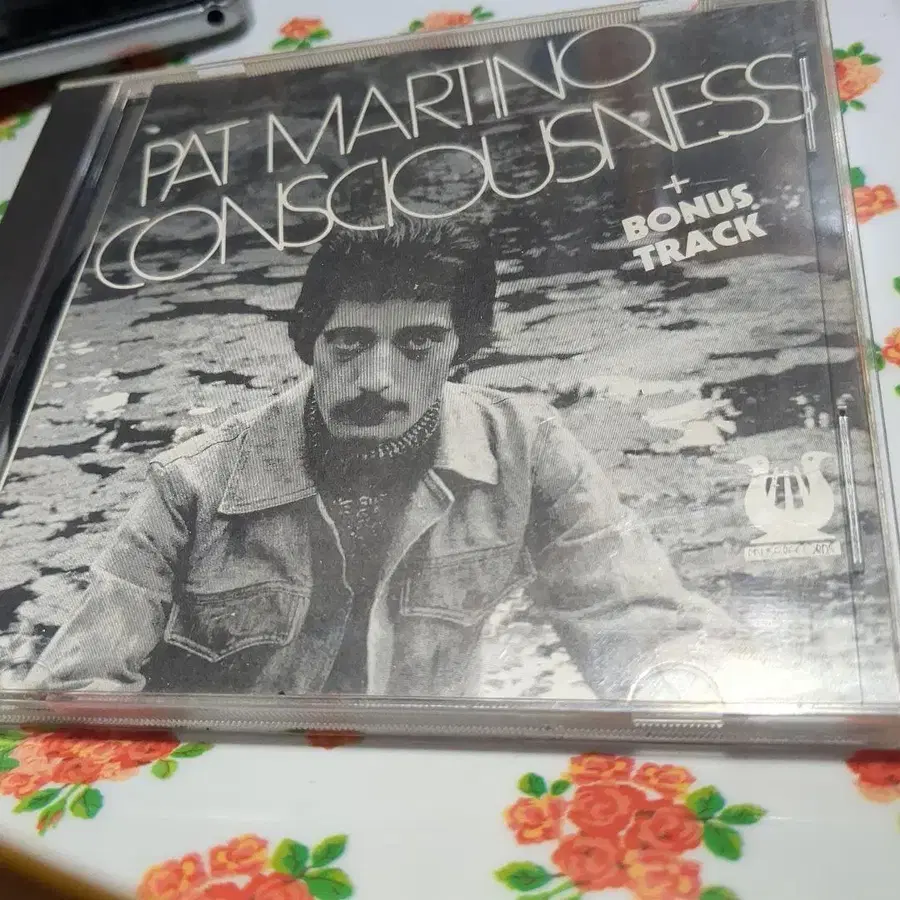 PAT MARTINO
CONSCIOUSNESS
+
BONUS
TRACK